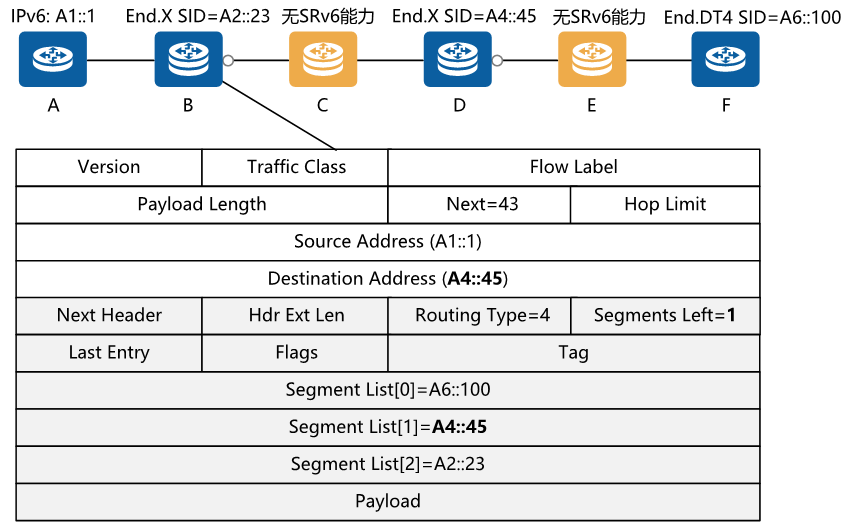 IPv6: A1::1 End.X SID=A2::23 无SRv6能力 End.X SID=A4::45 无SRv6能力 End.DT4 SID=A6::100
A B C D E F
Version Traffic Class Flow Label
Payload Length Next=43 Hop Limit
Source Address (A1::1)
Destination Address (A4::45)
Next Header Hdr Ext Len Routing Type=4 Segments Left=1
Last Entry Flags Tag
Segment List[0]=A6::100
Segment List[1]=A4::45
Segment List[2]=A2::23
Payload